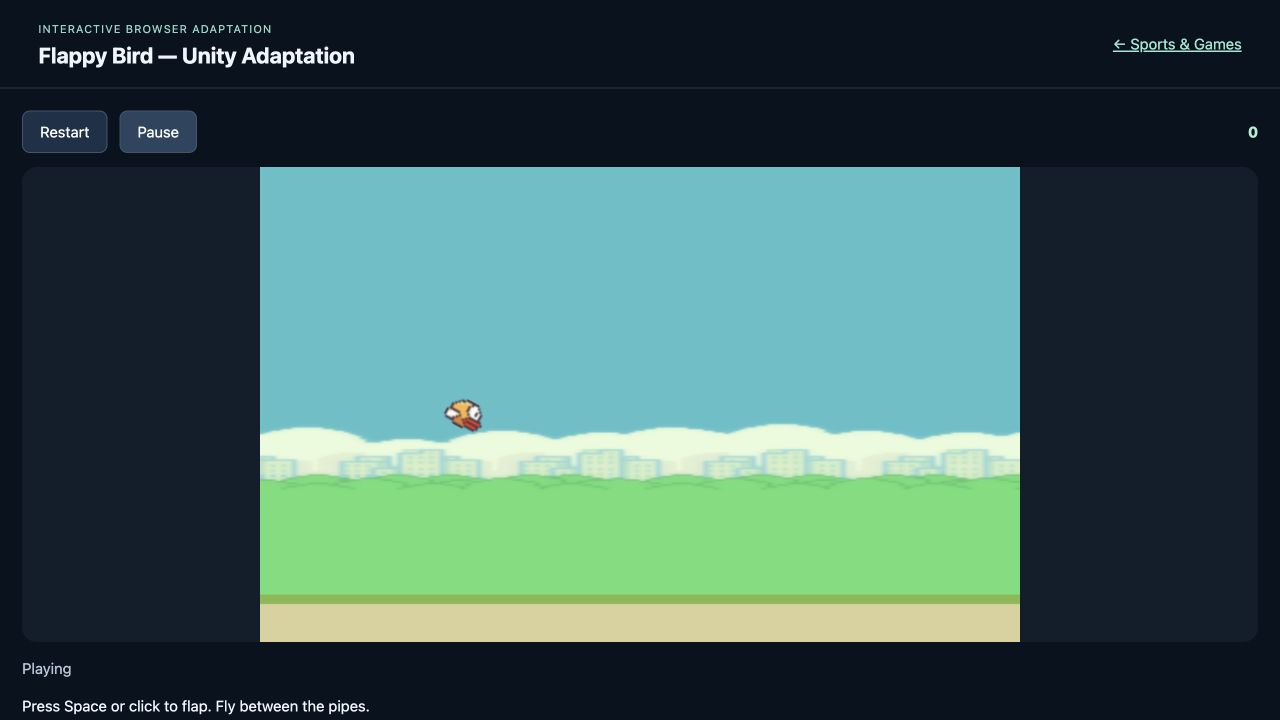 INTERACTIVE BROWSER ADAPTATION
Flappy Bird — Unity Adaptation
← Sports & Games
Restart
Pause
0
Playing
Press Space or click to flap. Fly between the pipes.